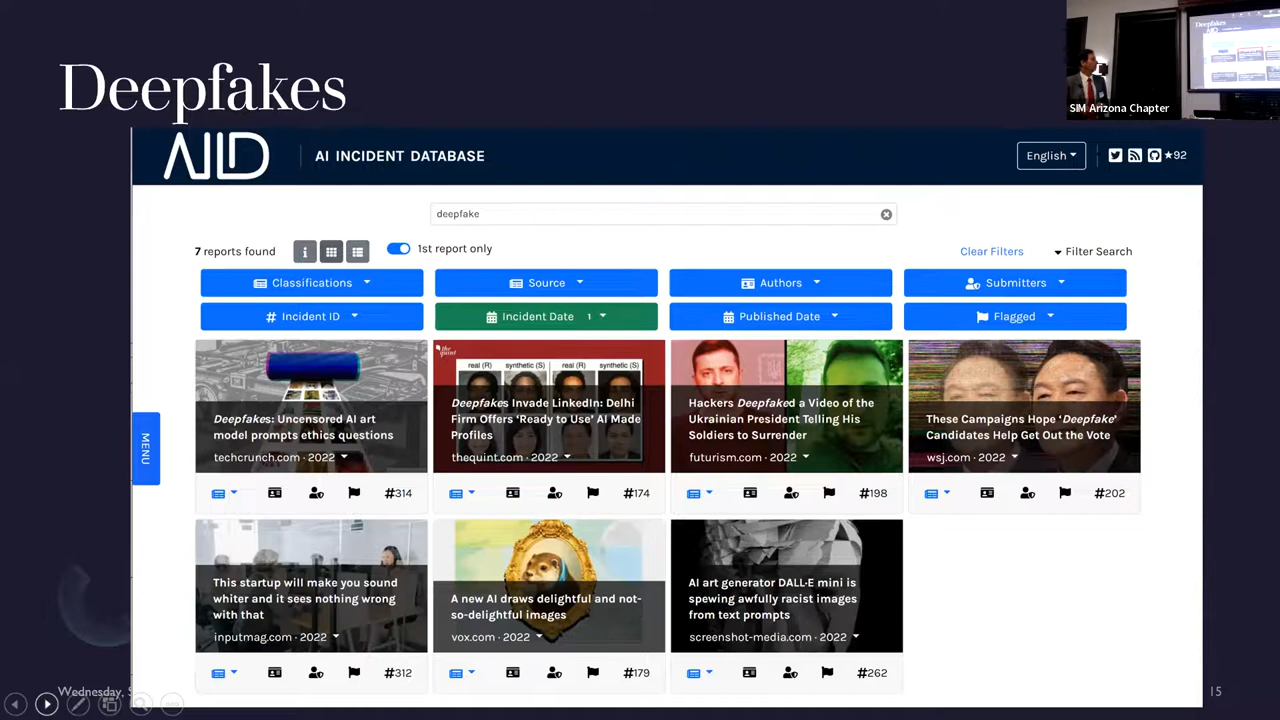 Deepfakes
SIM Arizona Chapter
AIID
AI INCIDENT DATABASE
English
92
deepfake
7 reports found
1st report only
Clear Filters
Filter Search
Classifications
Source
Authors
Submitters
# Incident ID
Incident Date 1
Published Date
Flagged
MENU
Deepfakes: Uncensored AI art
model prompts ethics questions
techcrunch.com · 2022
#314
the quint
real (R)
synthetic (S)
real (R)
synthetic (S)
Deepfakes Invade LinkedIn: Delhi
Firm Offers ‘Ready to Use’ AI Made
Profiles
thequint.com · 2022
#174
Hackers Deepfaked a Video of the
Ukrainian President Telling His
Soldiers to Surrender
futurism.com · 2022
#198
These Campaigns Hope ‘Deepfake’
Candidates Help Get Out the Vote
wsj.com · 2022
#202
This startup will make you sound
whiter and it sees nothing wrong
with that
inputmag.com · 2022
#312
A new AI draws delightful and not-
so-delightful images
vox.com · 2022
#179
AI art generator DALL·E mini is
spewing awfully racist images
from text prompts
screenshot-media.com · 2022
#262
Wednesday,
15